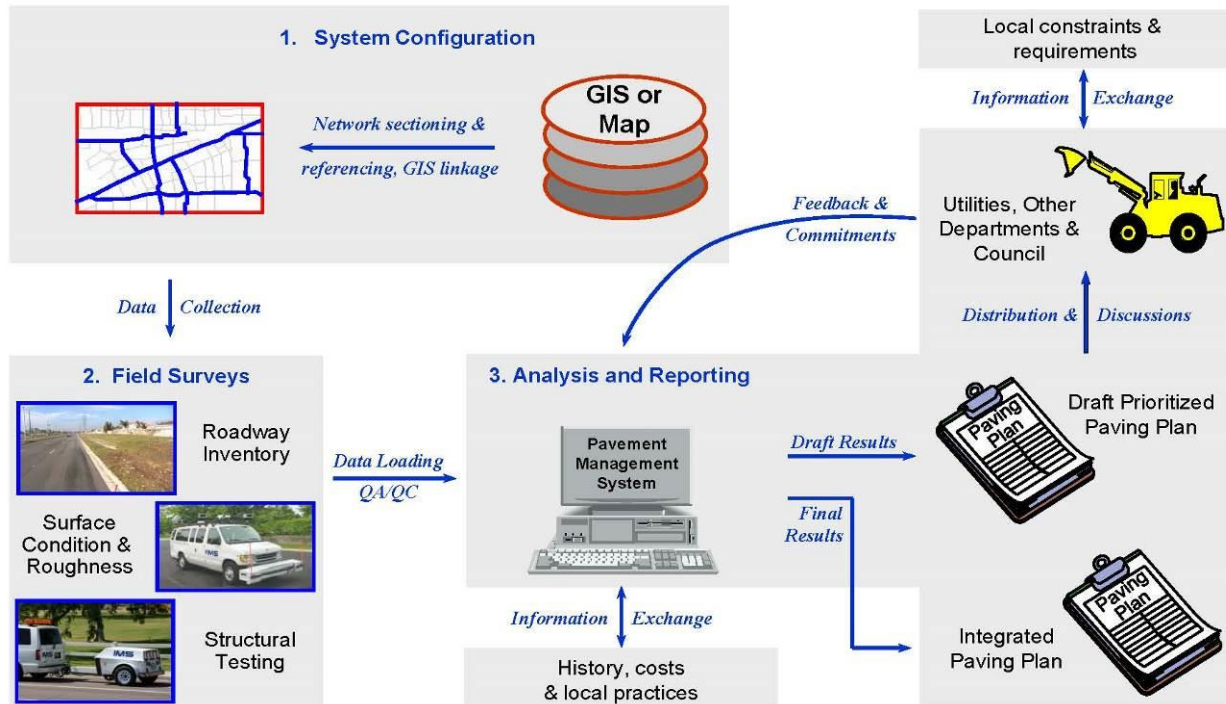 1. System Configuration
GIS or
Map
Network sectioning &
referencing, GIS linkage
Local constraints &
requirements
Information Exchange
Utilities, Other
Departments &
Council
Feedback &
Commitments
Data Collection
Distribution & Discussions
2. Field Surveys
Roadway
Inventory
Surface
Condition &
Roughness
IMS
Structural
Testing
IMS
IMS
Data Loading
QA/QC
3. Analysis and Reporting
Pavement
Management
System
Draft Results
Final
Results
Paving
Plan
Draft Prioritized
Paving Plan
Paving
Plan
Integrated
Paving Plan
Information Exchange
History, costs
& local practices